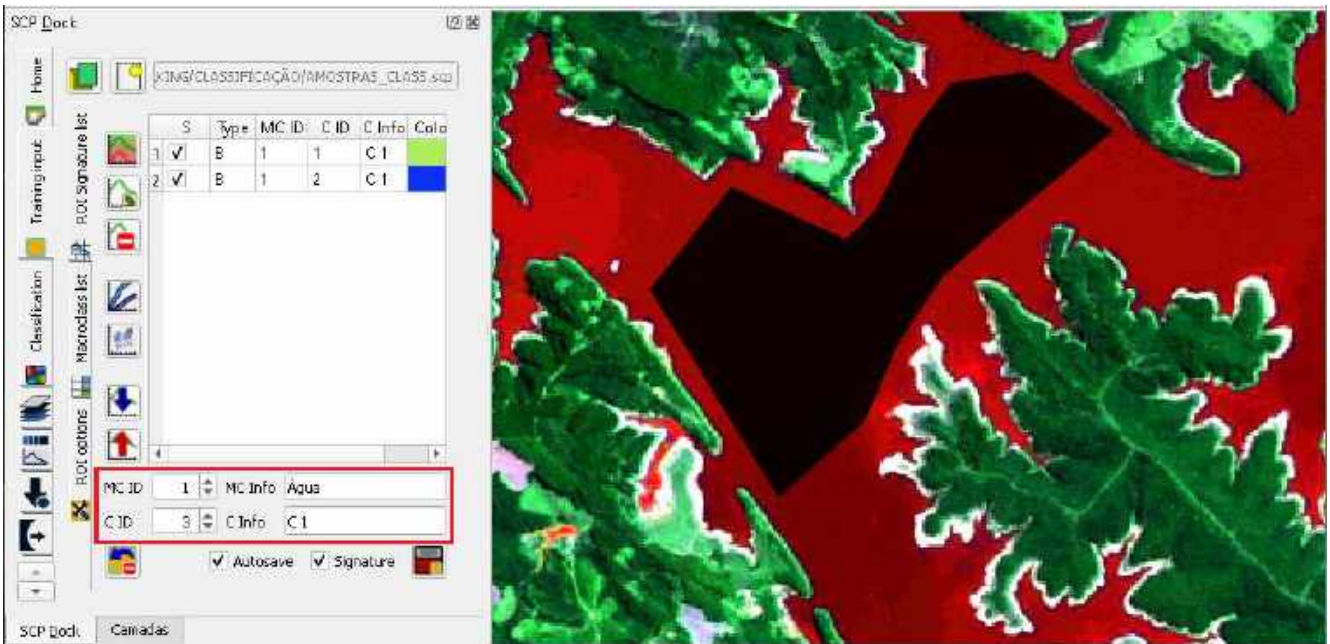 SCP Dock
Home
Training input
Classification
ROI Signature list
Macroclass list
ROI options
XING/CLASSIFICAÇÃO/AMOSTRAS_CLASS.scp
S Type MC ID C ID C Info Colo
1 B 1 1 C 1
2 B 1 2 C 1
MC ID 1 MC Info Água
C ID 3 C Info C 1
Autosave Signature
SCP Dock Camadas